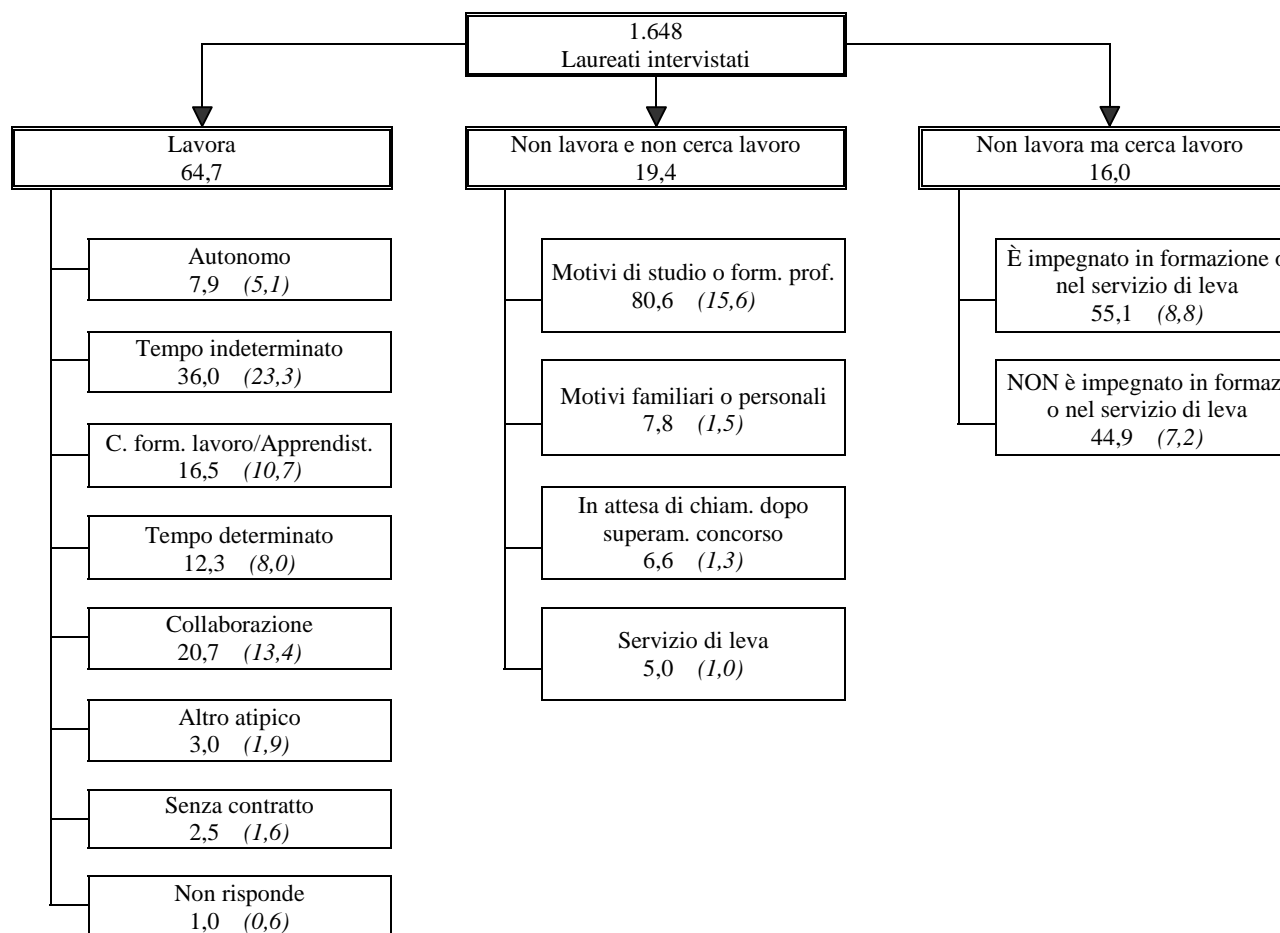 1.648
Laureati intervistati
Lavora
64,7
Non lavora e non cerca lavoro
19,4
Non lavora ma cerca lavoro
16,0
Autonomo
7,9 (5,1)
Tempo indeterminato
36,0 (23,3)
C. form. lavoro/Apprendist.
16,5 (10,7)
Tempo determinato
12,3 (8,0)
Collaborazione
20,7 (13,4)
Altro atipico
3,0 (1,9)
Senza contratto
2,5 (1,6)
Non risponde
1,0 (0,6)
Motivi di studio o form. prof.
80,6 (15,6)
Motivi familiari o personali
7,8 (1,5)
In attesa di chiam. dopo
superam. concorso
6,6 (1,3)
Servizio di leva
5,0 (1,0)
È impegnato in formazione o
nel servizio di leva
55,1 (8,8)
NON è impegnato in formaz
o nel servizio di leva
44,9 (7,2)